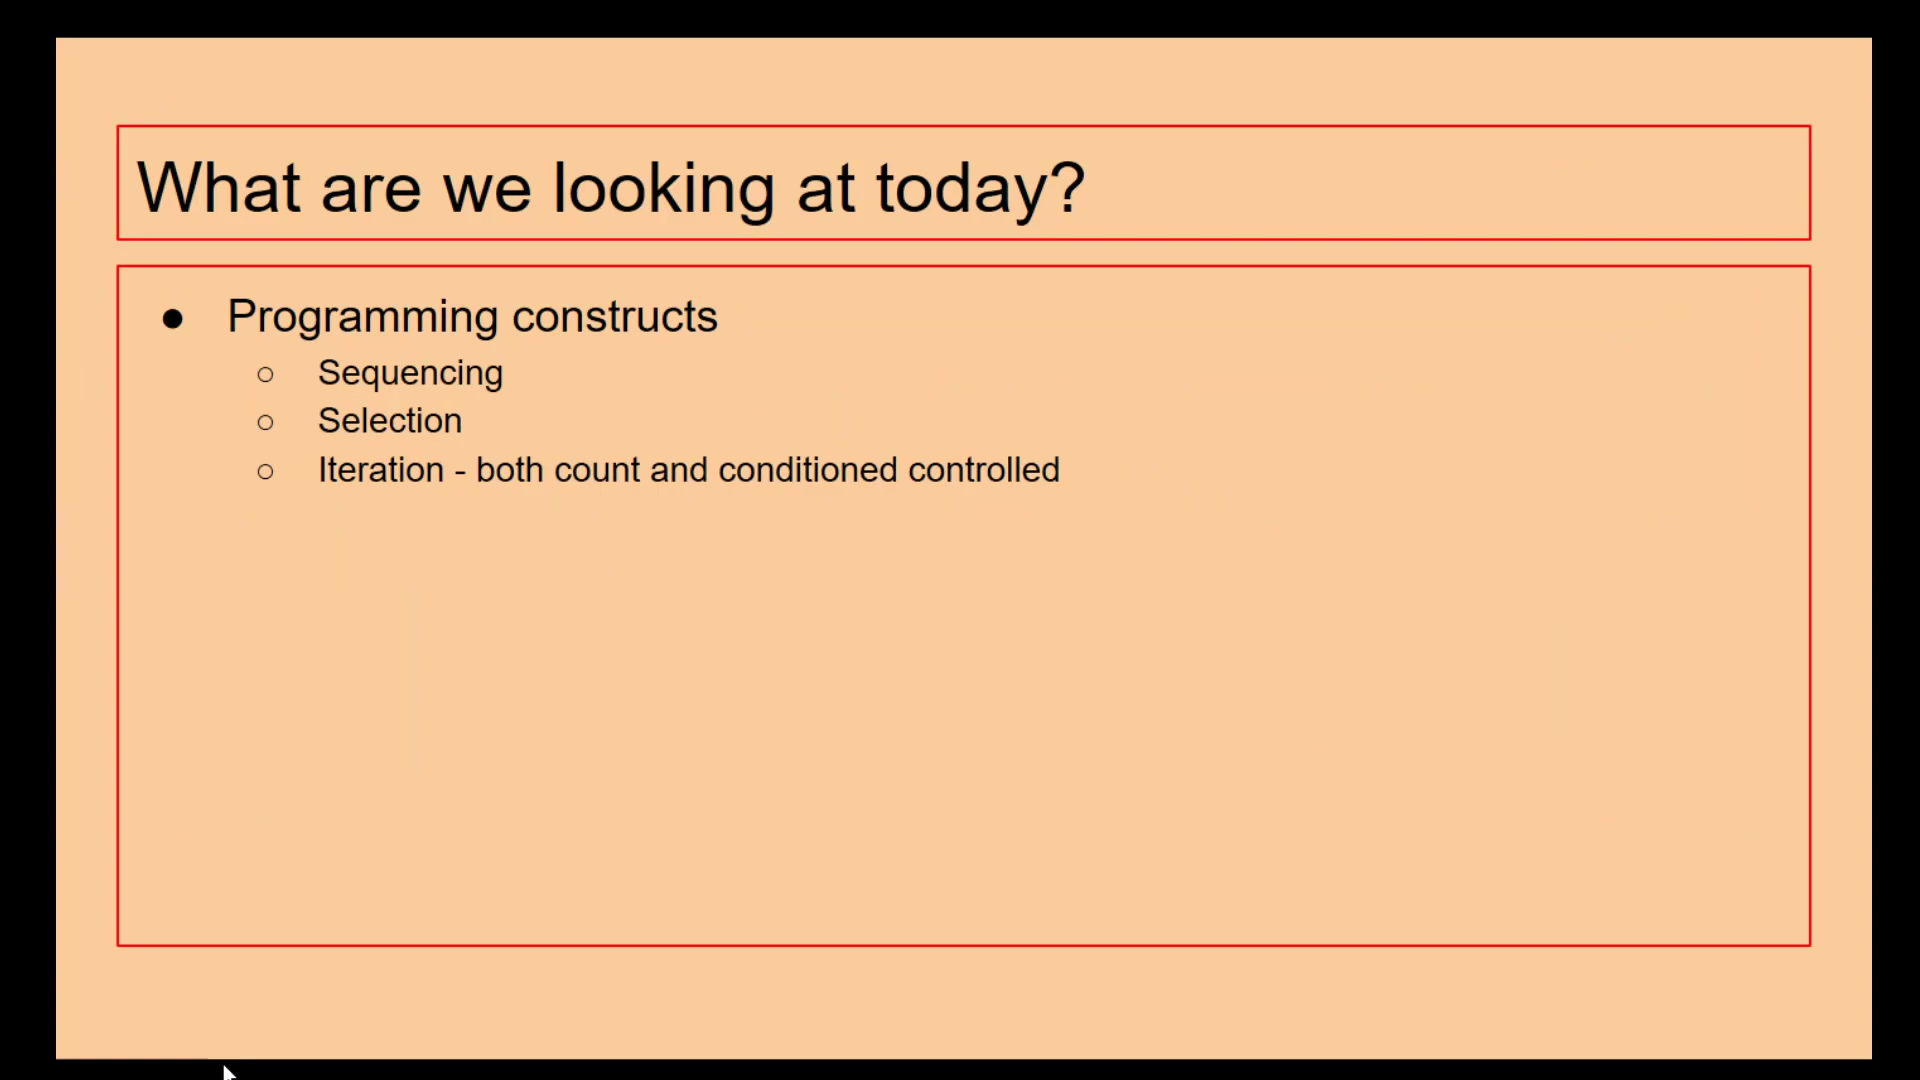 What are we looking at today?
● Programming constructs
○ Sequencing
○ Selection
○ Iteration - both count and conditioned controlled